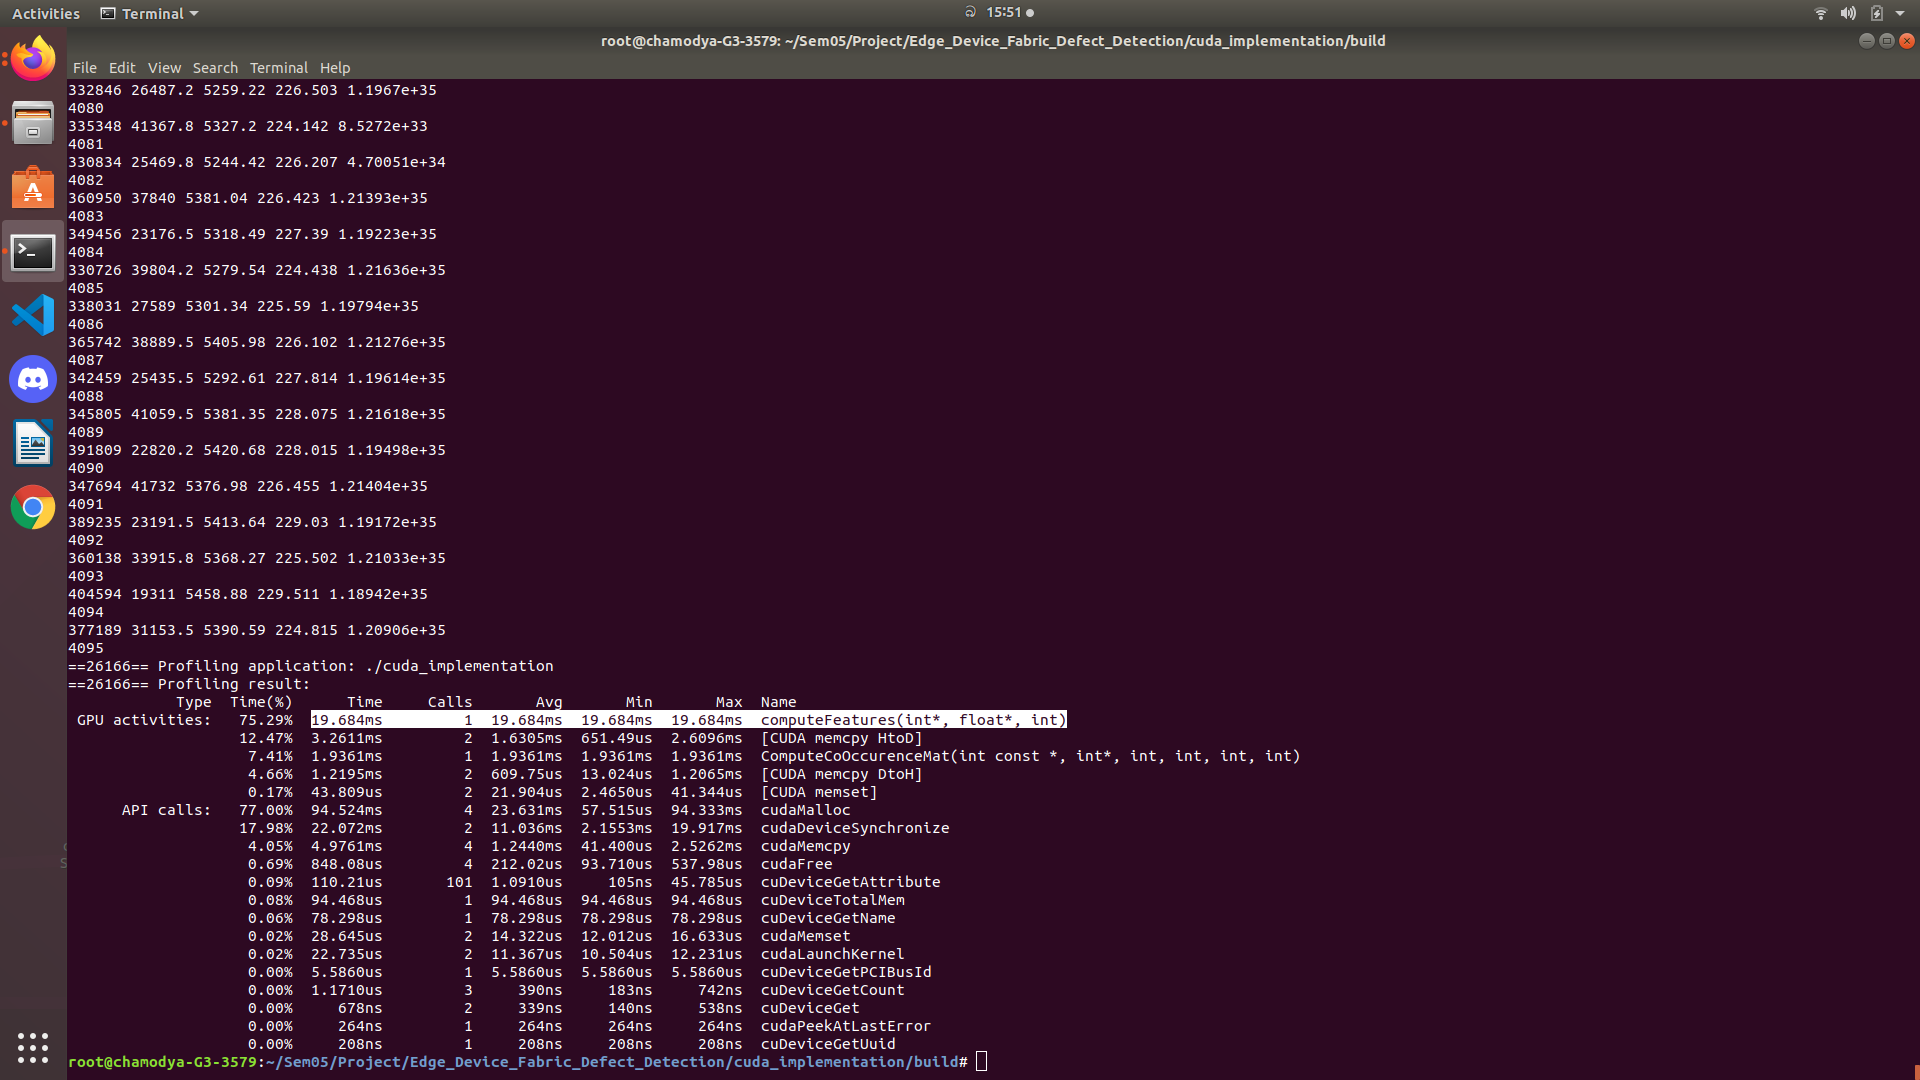 Activities Terminal 15:51
root@chamodya-G3-3579: ~/Sem05/Project/Edge_Device_Fabric_Defect_Detection/cuda_implementation/build
File Edit View Search Terminal Help
332846 26487.2 5259.22 226.503 1.1967e+35
4080
335348 41367.8 5327.2 224.142 8.5272e+33
4081
330834 25469.8 5244.42 226.207 4.70051e+34
4082
360950 37840 5381.04 226.423 1.21393e+35
4083
349456 23176.5 5318.49 227.39 1.19223e+35
4084
330726 39804.2 5279.54 224.438 1.21636e+35
4085
338031 27589 5301.34 225.59 1.19794e+35
4086
365742 38889.5 5405.98 226.102 1.21276e+35
4087
342459 25435.5 5292.61 227.814 1.19614e+35
4088
345805 41059.5 5381.35 228.075 1.21618e+35
4089
391809 22820.2 5420.68 228.015 1.19498e+35
4090
347694 41732 5376.98 226.455 1.21404e+35
4091
389235 23191.5 5413.64 229.03 1.19172e+35
4092
360138 33915.8 5368.27 225.502 1.21033e+35
4093
404594 19311 5458.88 229.511 1.18942e+35
4094
377189 31153.5 5390.59 224.815 1.20906e+35
4095
==26166== Profiling application: ./cuda_implementation
==26166== Profiling result:
Type Time(%) Time Calls Avg Min Max Name
GPU activities: 75.29% 19.684ms 1 19.684ms 19.684ms 19.684ms computeFeatures(int*, float*, int)
12.47% 3.2611ms 2 1.6305ms 651.49us 2.6096ms [CUDA memcpy HtoD]
7.41% 1.9361ms 1 1.9361ms 1.9361ms 1.9361ms ComputeCoOccurenceMat(int const *, int*, int, int, int, int)
4.66% 1.2195ms 2 609.75us 13.024us 1.2065ms [CUDA memcpy DtoH]
0.17% 43.809us 2 21.904us 2.4650us 41.344us [CUDA memset]
API calls: 77.00% 94.524ms 4 23.631ms 57.515us 94.333ms cudaMalloc
17.98% 22.072ms 2 11.036ms 2.1553ms 19.917ms cudaDeviceSynchronize
4.05% 4.9761ms 4 1.2440ms 41.400us 2.5262ms cudaMemcpy
0.69% 848.08us 4 212.02us 93.710us 537.98us cudaFree
0.09% 110.21us 101 1.0910us 105ns 45.785us cuDeviceGetAttribute
0.08% 94.468us 1 94.468us 94.468us 94.468us cuDeviceTotalMem
0.06% 78.298us 1 78.298us 78.298us 78.298us cuDeviceGetName
0.02% 28.645us 2 14.322us 12.012us 16.633us cudaMemset
0.02% 22.735us 2 11.367us 10.504us 12.231us cudaLaunchKernel
0.00% 5.5860us 1 5.5860us 5.5860us 5.5860us cuDeviceGetPCIBusId
0.00% 1.1710us 3 390ns 183ns 742ns cuDeviceGetCount
0.00% 678ns 2 339ns 140ns 538ns cuDeviceGet
0.00% 264ns 1 264ns 264ns 264ns cudaPeekAtLastError
0.00% 208ns 1 208ns 208ns 208ns cuDeviceGetUuid
root@chamodya-G3-3579:~/Sem05/Project/Edge_Device_Fabric_Defect_Detection/cuda_implementation/build#